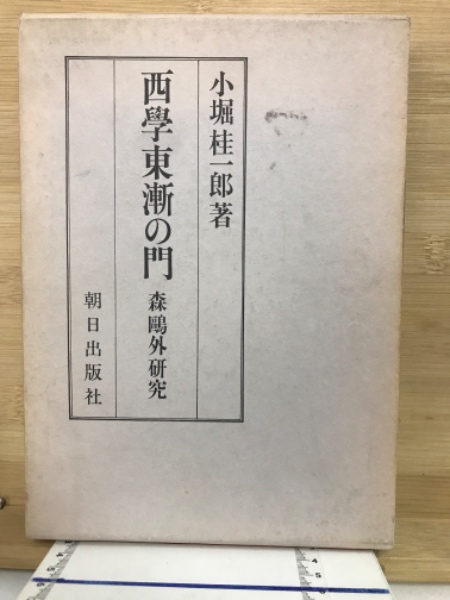 小堀桂一郎著
西學東漸の門 森鷗外研究
朝日出版社